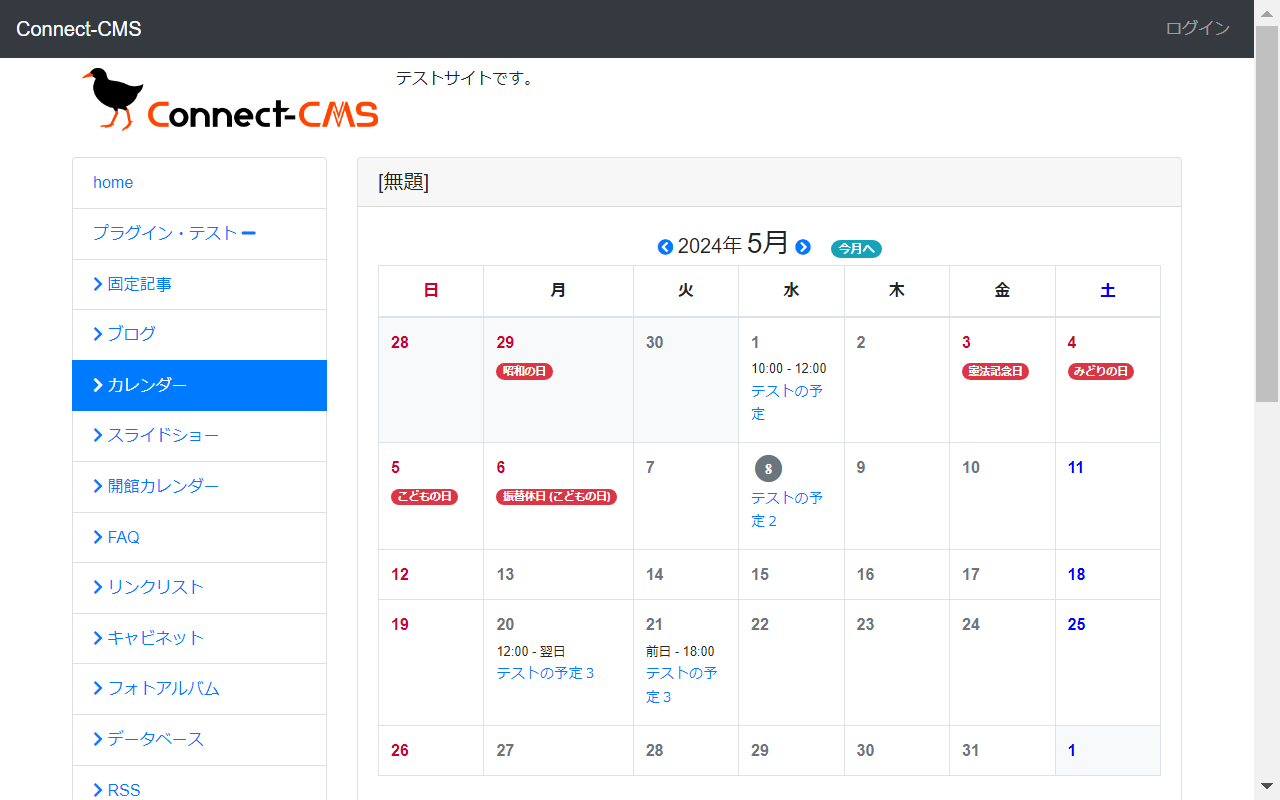 Connect-CMS
ログイン
Connect-CMS
テストサイトです。
home
プラグイン・テスト
固定記事
ブログ
カレンダー
スライドショー
開館カレンダー
FAQ
リンクリスト
キャビネット
フォトアルバム
データベース
RSS
[無題]
2024年 5月 今月へ
日 月 火 水 木 金 土
28 29 30 1 2 3 4
昭和の日
10:00 - 12:00
テストの予
定
憲法記念日
みどりの日
5 6 7 8 9 10 11
こどもの日
振替休日 (こどもの日)
テストの予
定２
12 13 14 15 16 17 18
19 20 21 22 23 24 25
12:00 - 翌日
テストの予定３
前日 - 18:00
テストの予
定３
26 27 28 29 30 31 1